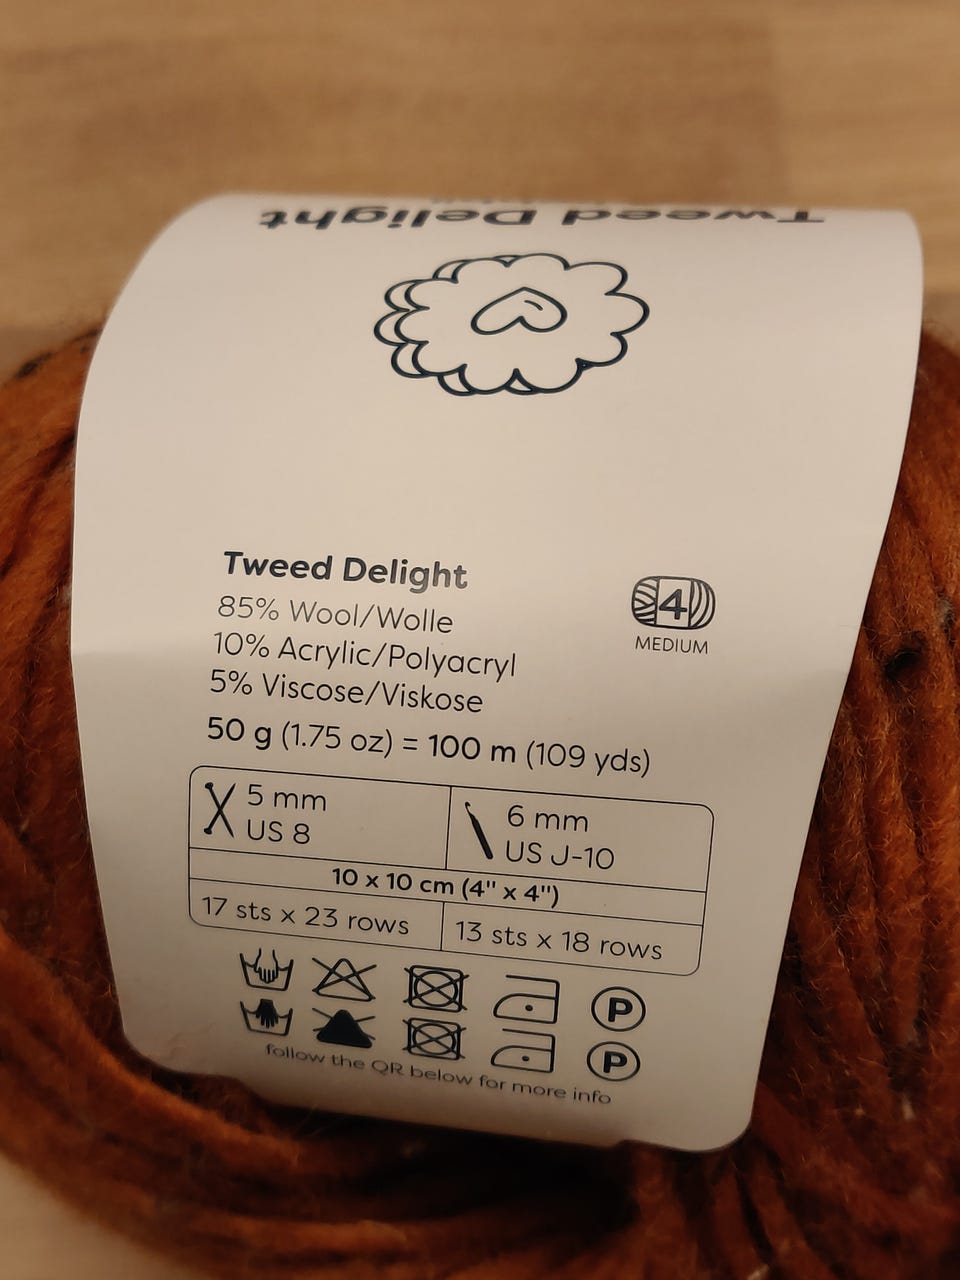 Tweed Delight
Tweed Delight
85% Wool/Wolle
10% Acrylic/Polyacryl
5% Viscose/Viskose
4
MEDIUM
50 g (1.75 oz) = 100 m (109 yds)
5 mm
US 8
6 mm
US J-10
10 x 10 cm (4" x 4")
17 sts x 23 rows
13 sts x 18 rows
P
P
follow the QR below for more info